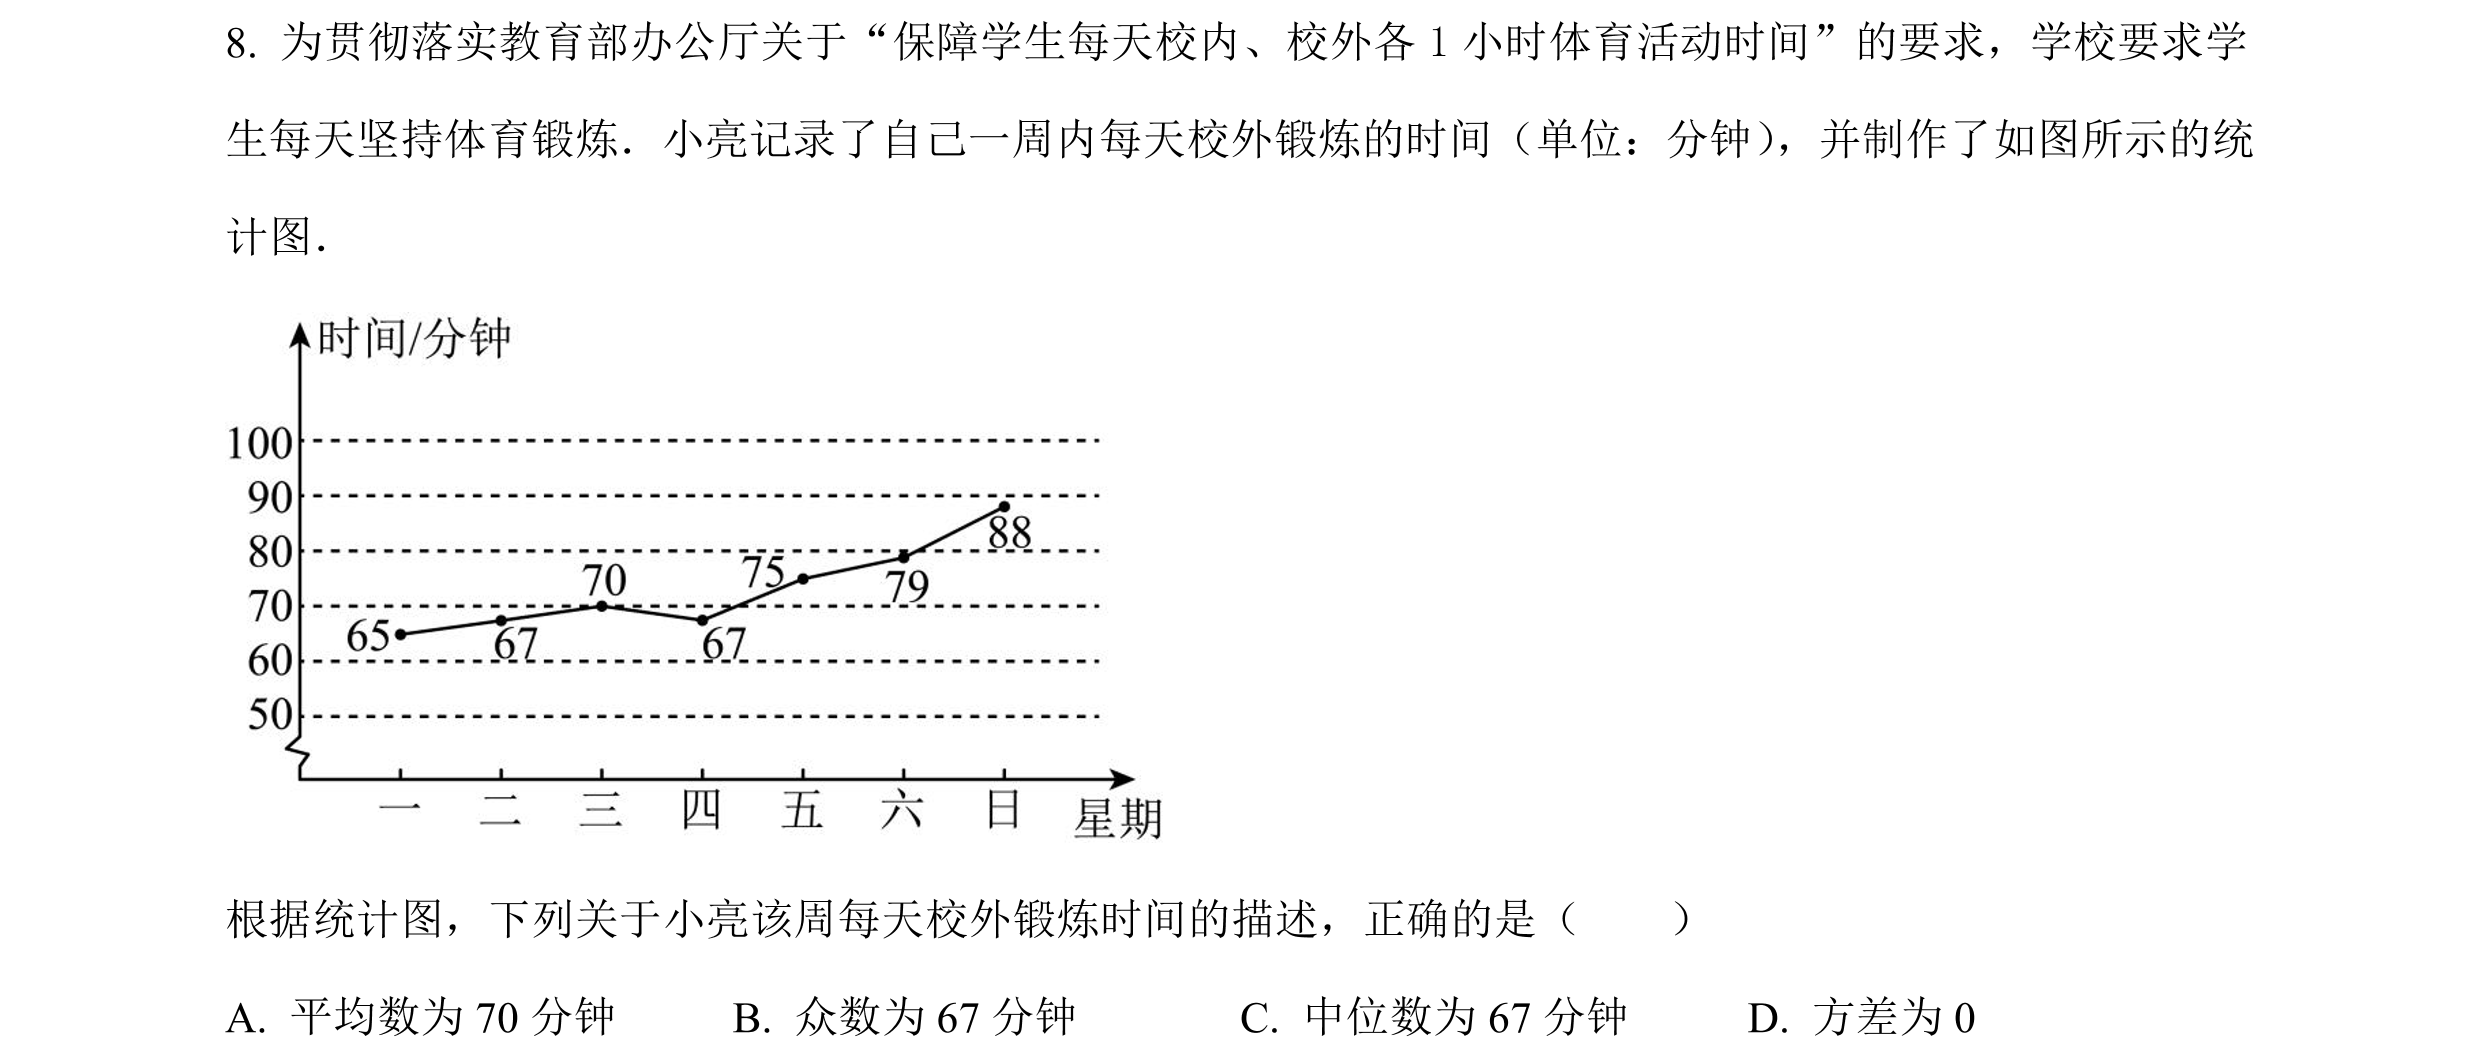 8. 为贯彻落实教育部办公厅关于“保障学生每天校内、校外各 1 小时体育活动时间”的要求，学校要求学
生每天坚持体育锻炼．小亮记录了自己一周内每天校外锻炼的时间（单位：分钟），并制作了如图所示的统
计图．
时间/分钟
100
90
88
80
75
79
70
70
65
67
67
60
50
一 二 三 四 五 六 日 星期
根据统计图，下列关于小亮该周每天校外锻炼时间的描述，正确的是（ ）
A. 平均数为 70 分钟 B. 众数为 67 分钟 C. 中位数为 67 分钟 D. 方差为 0